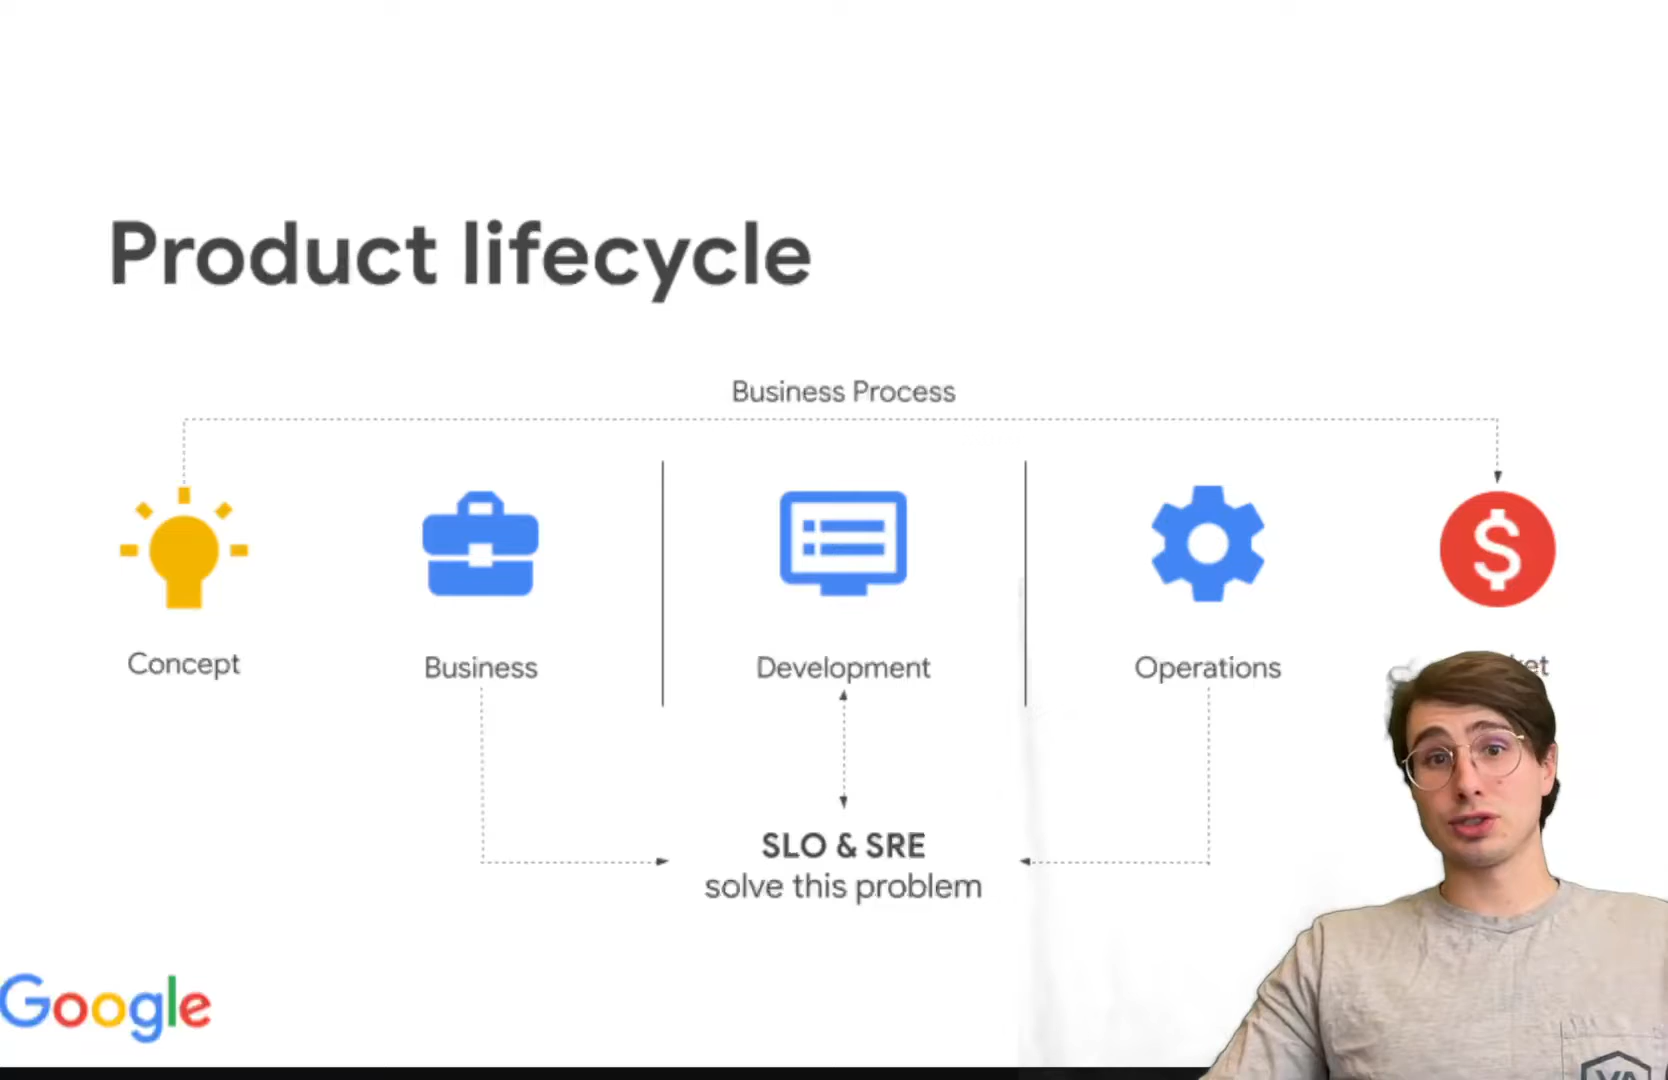 Product lifecycle
Business Process
Concept
Business
Development
Operations
SLO & SRE
solve this problem
Google